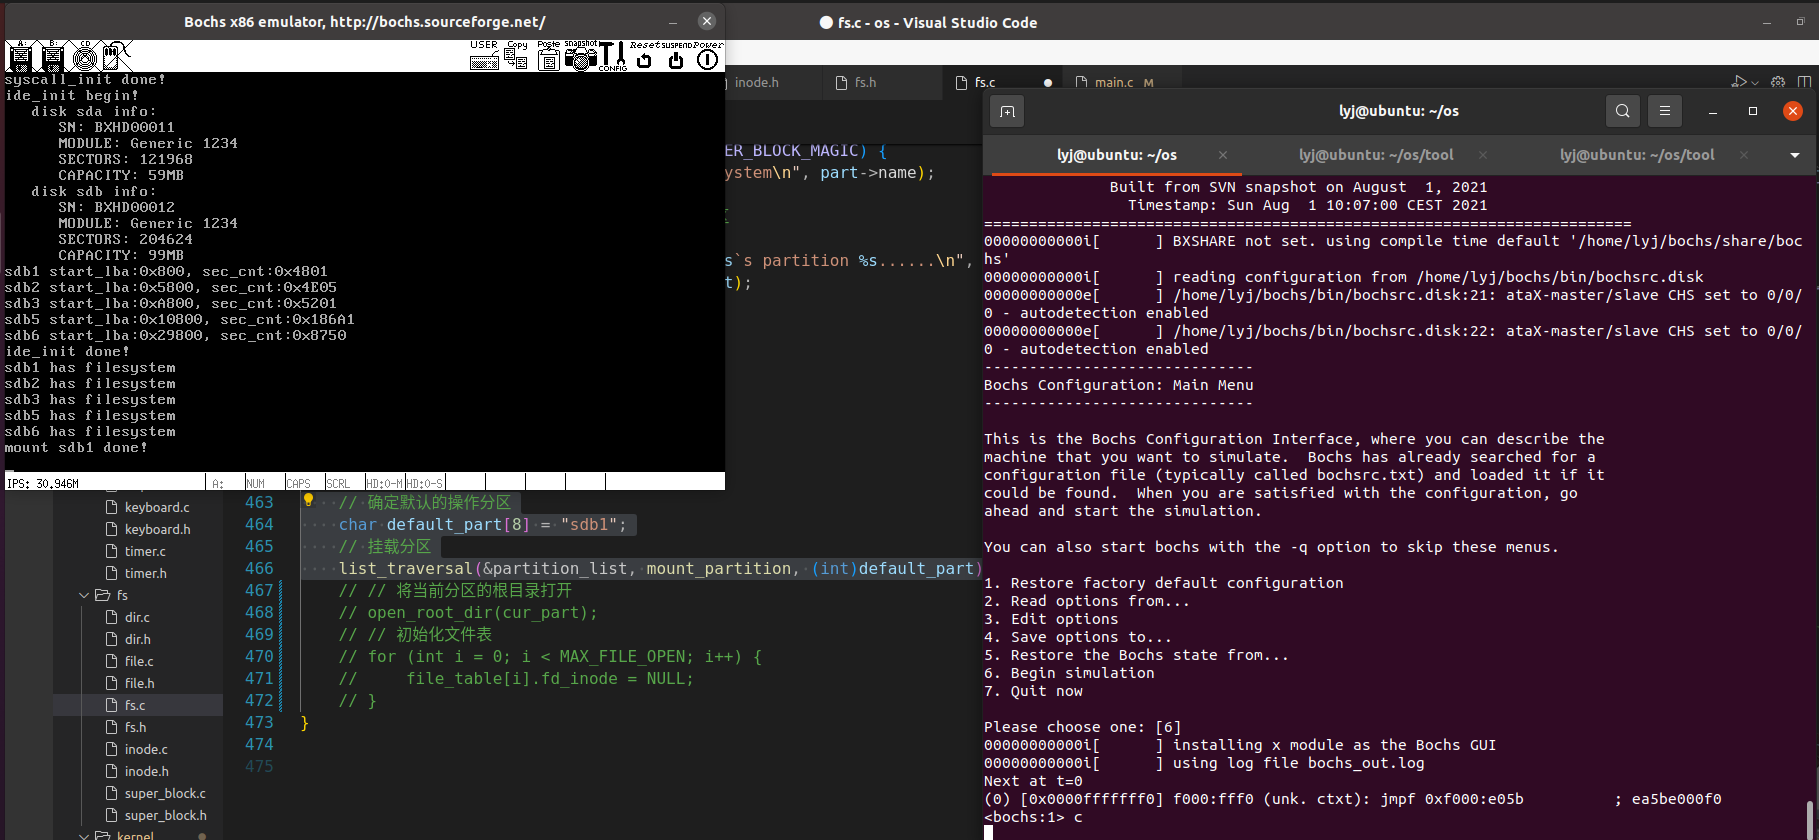 Bochs x86 emulator, http://bochs.sourceforge.net/
A: B: CD
USER Copy Paste snapshot CONFIG Reset SUSPEND Power
syscall_init done!
ide_init begin!
disk sda info:
SN: BXHD00011
MODULE: Generic 1234
SECTORS: 121968
CAPACITY: 59MB
disk sdb info:
SN: BXHD00012
MODULE: Generic 1234
SECTORS: 204624
CAPACITY: 99MB
sdb1 start_lba:0x800, sec_cnt:0x4801
sdb2 start_lba:0x5800, sec_cnt:0x4E05
sdb3 start_lba:0xA800, sec_cnt:0x5201
sdb5 start_lba:0x10800, sec_cnt:0x186A1
sdb6 start_lba:0x29800, sec_cnt:0x8750
ide_init done!
sdb1 has filesystem
sdb2 has filesystem
sdb3 has filesystem
sdb5 has filesystem
sdb6 has filesystem
mount sdb1 done!
IPS: 30.946M A: NUM CAPS SCRL HD:0-M HD:0-S
fs.c - os - Visual Studio Code
inode.h fs.h fs.c main.c M
ER_BLOCK_MAGIC) {
ystem\n", part->name);
s`s partition %s......\n",
t);
keyboard.c
keyboard.h
timer.c
timer.h
fs
dir.c
dir.h
file.c
file.h
fs.c
fs.h
inode.c
inode.h
super_block.c
super_block.h
kernel
463 // 确定默认的操作分区
464 char default_part[8] = "sdb1";
465 // 挂载分区
466 list_traversal(&partition_list, mount_partition, (int)default_part)
467 // // 将当前分区的根目录打开
468 // open_root_dir(cur_part);
469 // // 初始化文件表
470 // for (int i = 0; i < MAX_FILE_OPEN; i++) {
471 //     file_table[i].fd_inode = NULL;
472 // }
473 }
474
475
lyj@ubuntu: ~/os
lyj@ubuntu: ~/os lyj@ubuntu: ~/os/tool lyj@ubuntu: ~/os/tool
Built from SVN snapshot on August  1, 2021
Timestamp: Sun Aug  1 10:07:00 CEST 2021
========================================================================
00000000000i[      ] BXSHARE not set. using compile time default '/home/lyj/bochs/share/boc
hs'
00000000000i[      ] reading configuration from /home/lyj/bochs/bin/bochsrc.disk
00000000000e[      ] /home/lyj/bochs/bin/bochsrc.disk:21: ataX-master/slave CHS set to 0/0/
0 - autodetection enabled
00000000000e[      ] /home/lyj/bochs/bin/bochsrc.disk:22: ataX-master/slave CHS set to 0/0/
0 - autodetection enabled
------------------------------
Bochs Configuration: Main Menu
------------------------------
This is the Bochs Configuration Interface, where you can describe the
machine that you want to simulate.  Bochs has already searched for a
configuration file (typically called bochsrc.txt) and loaded it if it
could be found.  When you are satisfied with the configuration, go
ahead and start the simulation.
You can also start bochs with the -q option to skip these menus.
1. Restore factory default configuration
2. Read options from...
3. Edit options
4. Save options to...
5. Restore the Bochs state from...
6. Begin simulation
7. Quit now
Please choose one: [6]
00000000000i[      ] installing x module as the Bochs GUI
00000000000i[      ] using log file bochs_out.log
Next at t=0
(0) [0x0000fffffff0] f000:fff0 (unk. ctxt): jmpf 0xf000:e05b          ; ea5be000f0
<bochs:1> c